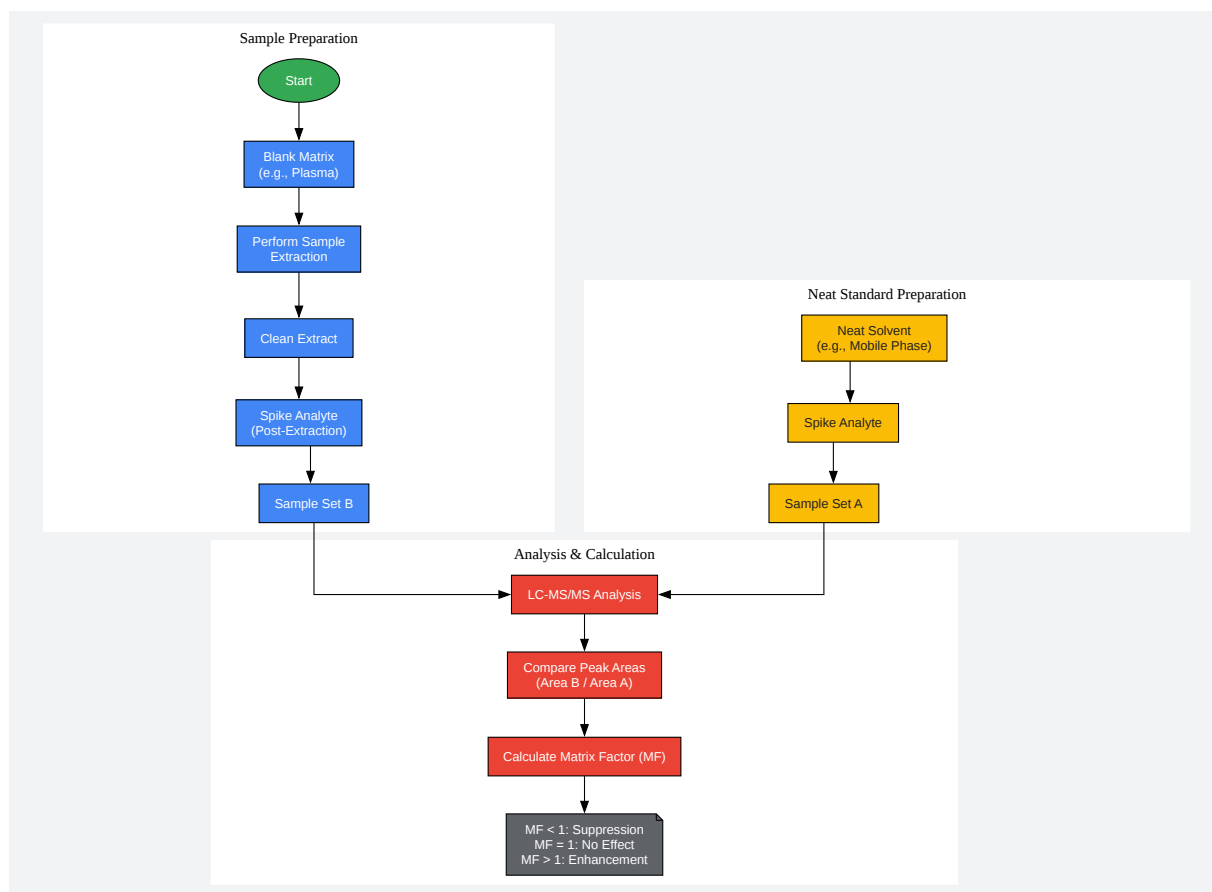 Sample Preparation
Start
Blank Matrix
(e.g., Plasma)
Perform Sample
Extraction
Clean Extract
Spike Analyte
(Post-Extraction)
Sample Set B
Neat Standard Preparation
Neat Solvent
(e.g., Mobile Phase)
Spike Analyte
Sample Set A
Analysis & Calculation
LC-MS/MS Analysis
Compare Peak Areas
(Area B / Area A)
Calculate Matrix Factor (MF)
MF < 1: Suppression
MF = 1: No Effect
MF > 1: Enhancement